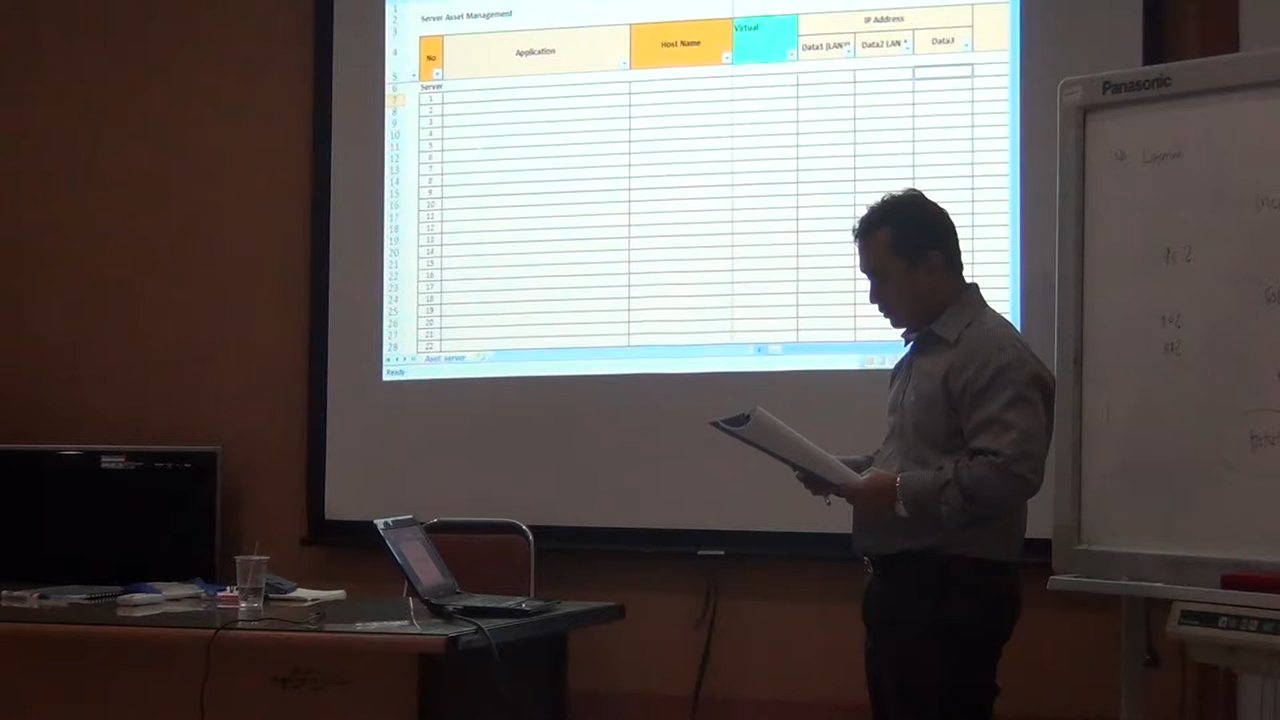 Server Asset Management
No
Application
Host Name
Virtual
IP Address
Data1 (LAN
Data2 LAN
Data3
Server
1
2
3
4
5
6
7
8
9
10
11
12
13
14
15
16
17
18
19
20
21
22
Aset server
Ready
Panasonic